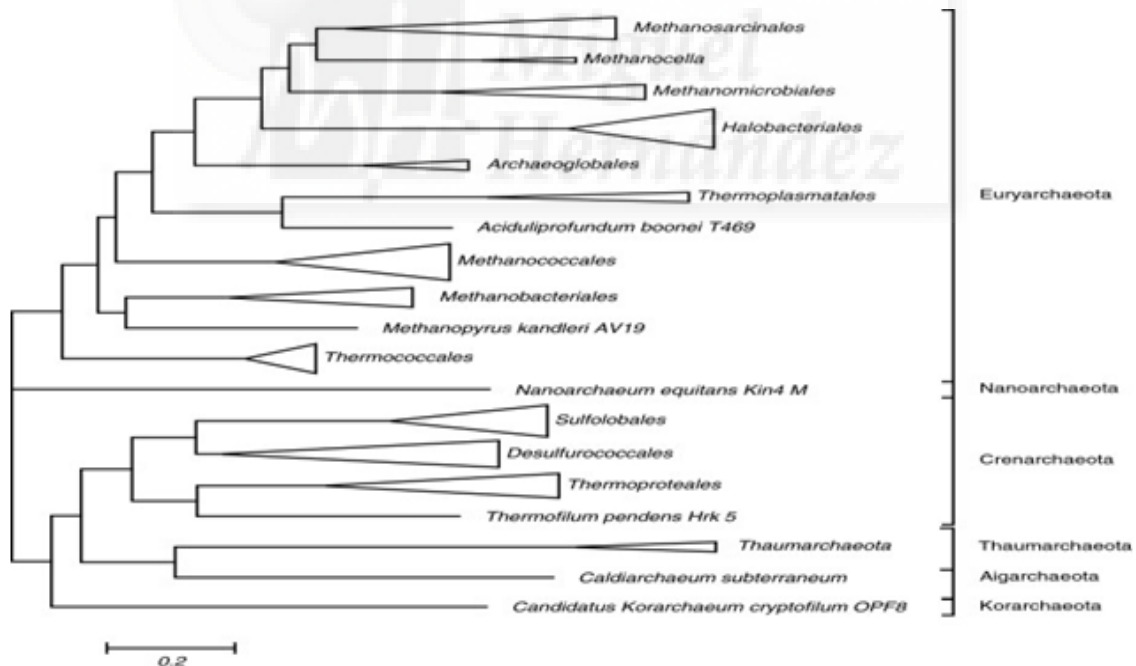 Miguel
Hernández
Methanosarcinales
Methanocella
Methanomicrobiales
Halobacteriales
Archaeoglobales
Thermoplasmatales
Aciduliprofundum boonei T469
Methanococcales
Methanobacteriales
Methanopyrus kandleri AV19
Thermococcales
Euryarchaeota
Nanoarchaeum equitans Kin4 M
Nanoarchaeota
Sulfolobales
Desulfurococcales
Thermoproteales
Thermofilum pendens Hrk 5
Crenarchaeota
Thaumarchaeota
Thaumarchaeota
Caldiarchaeum subterraneum
Aigarchaeota
Candidatus Korarchaeum cryptofilum OPF8
Korarchaeota
0.2